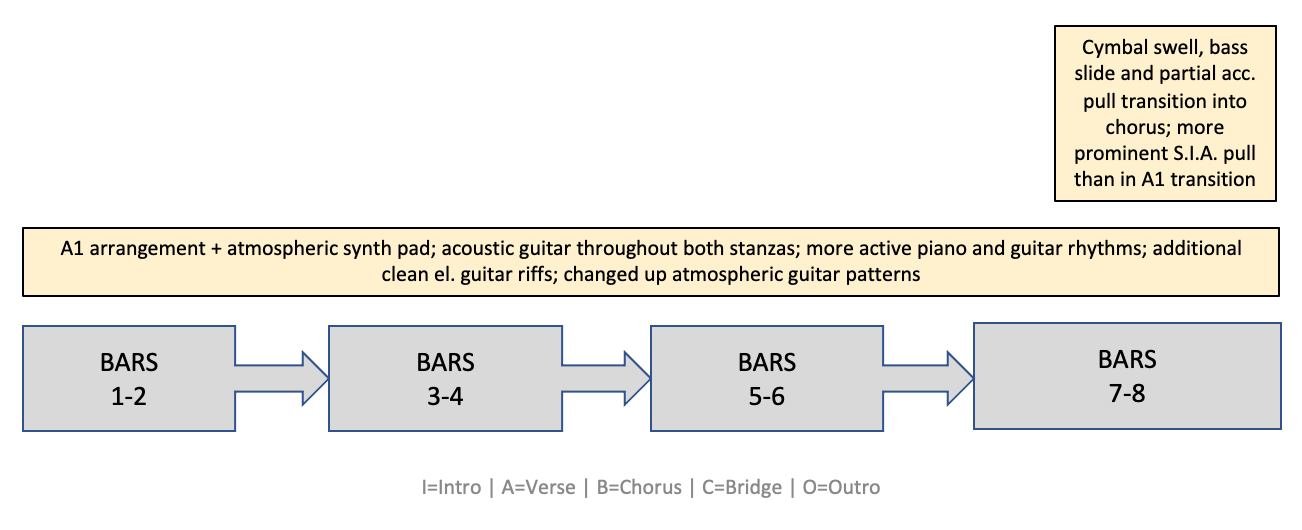 Cymbal swell, bass
slide and partial acc.
pull transition into
chorus; more
prominent S.I.A. pull
than in A1 transition
A1 arrangement + atmospheric synth pad; acoustic guitar throughout both stanzas; more active piano and guitar rhythms; additional
clean el. guitar riffs; changed up atmospheric guitar patterns
BARS
1-2
BARS
3-4
BARS
5-6
BARS
7-8
I=Intro | A=Verse | B=Chorus | C=Bridge | O=Outro